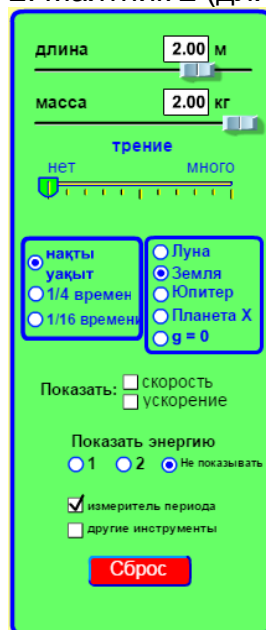 длина 2.00 м
масса 2.00 кг
трение
нет много
нақты уақыт
1/4 времен
1/16 времени
Луна
Земля
Юпитер
Планета X
g = 0
Показать: скорость
ускорение
Показать энергию
1 2 Не показывать
измеритель периода
другие инструменты
Сброс